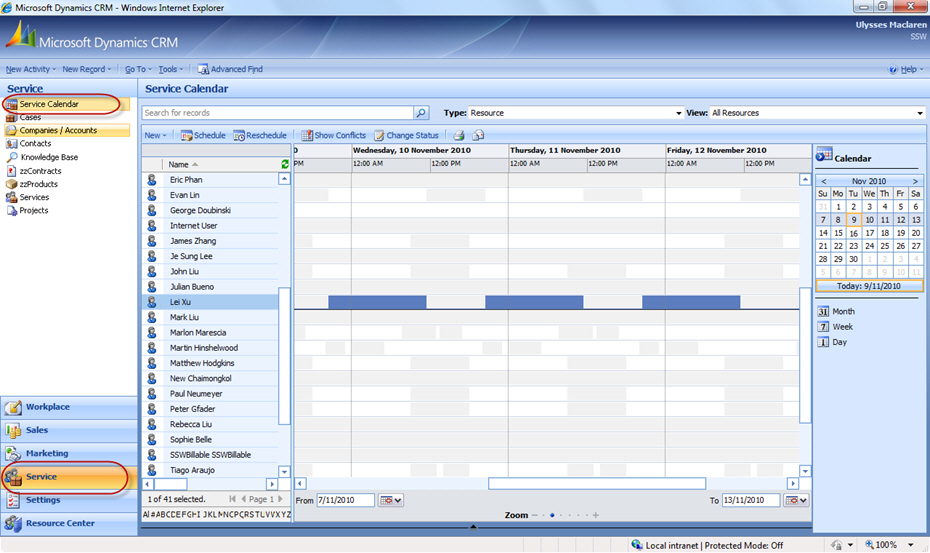 Microsoft Dynamics CRM - Windows Internet Explorer
Microsoft Dynamics CRM
Ulysses Maclaren
SSW
New Activity New Record Go To Tools Advanced Find Help
Service
Service Calendar
Cases
Companies / Accounts
Contacts
Knowledge Base
zzContracts
zzProducts
Services
Projects
Workplace
Sales
Marketing
Service
Settings
Resource Center
Service Calendar
Search for records Type: Resource View: All Resources
New Schedule Reschedule Show Conflicts Change Status
Name
0 Wednesday, 10 November 2010 Thursday, 11 November 2010 Friday, 12 November 2010
PM 12:00 AM 12:00 PM 12:00 AM 12:00 PM 12:00 AM 12:00 PM
Eric Phan
Evan Lin
George Doubinski
Internet User
James Zhang
Je Sung Lee
John Liu
Julian Bueno
Lei Xu
Mark Liu
Marlon Marescia
Martin Hinshelwood
Matthew Hodgkins
New Chaimongkol
Paul Neumeyer
Peter Gfader
Rebecca Liu
Sophie Belle
SSWBillable SSWBillable
Tiago Araujo
1 of 41 selected. Page 1
From 7/11/2010 To 13/11/2010
Zoom
Calendar
< Nov 2010 >
Su Mo Tu We Th Fr Sa
31 1 2 3 4 5 6
7 8 9 10 11 12 13
14 15 16 17 18 19 20
21 22 23 24 25 26 27
28 29 30 1 2 3 4
5 6 7 8 9 10 11
Today: 9/11/2010
31 Month
7 Week
1 Day
Local intranet | Protected Mode: Off 100%